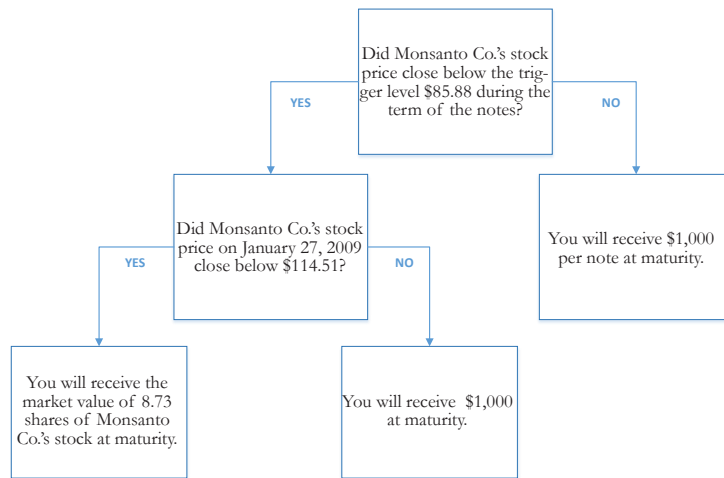 Did Monsanto Co.'s stock
price close below the trig-
ger level $85.88 during the
term of the notes?
YES
NO
Did Monsanto Co.'s stock
price on January 27, 2009
close below $114.51?
You will receive $1,000
per note at maturity.
YES
NO
You will receive the
market value of 8.73
shares of Monsanto
Co.'s stock at maturity.
You will receive $1,000
at maturity.